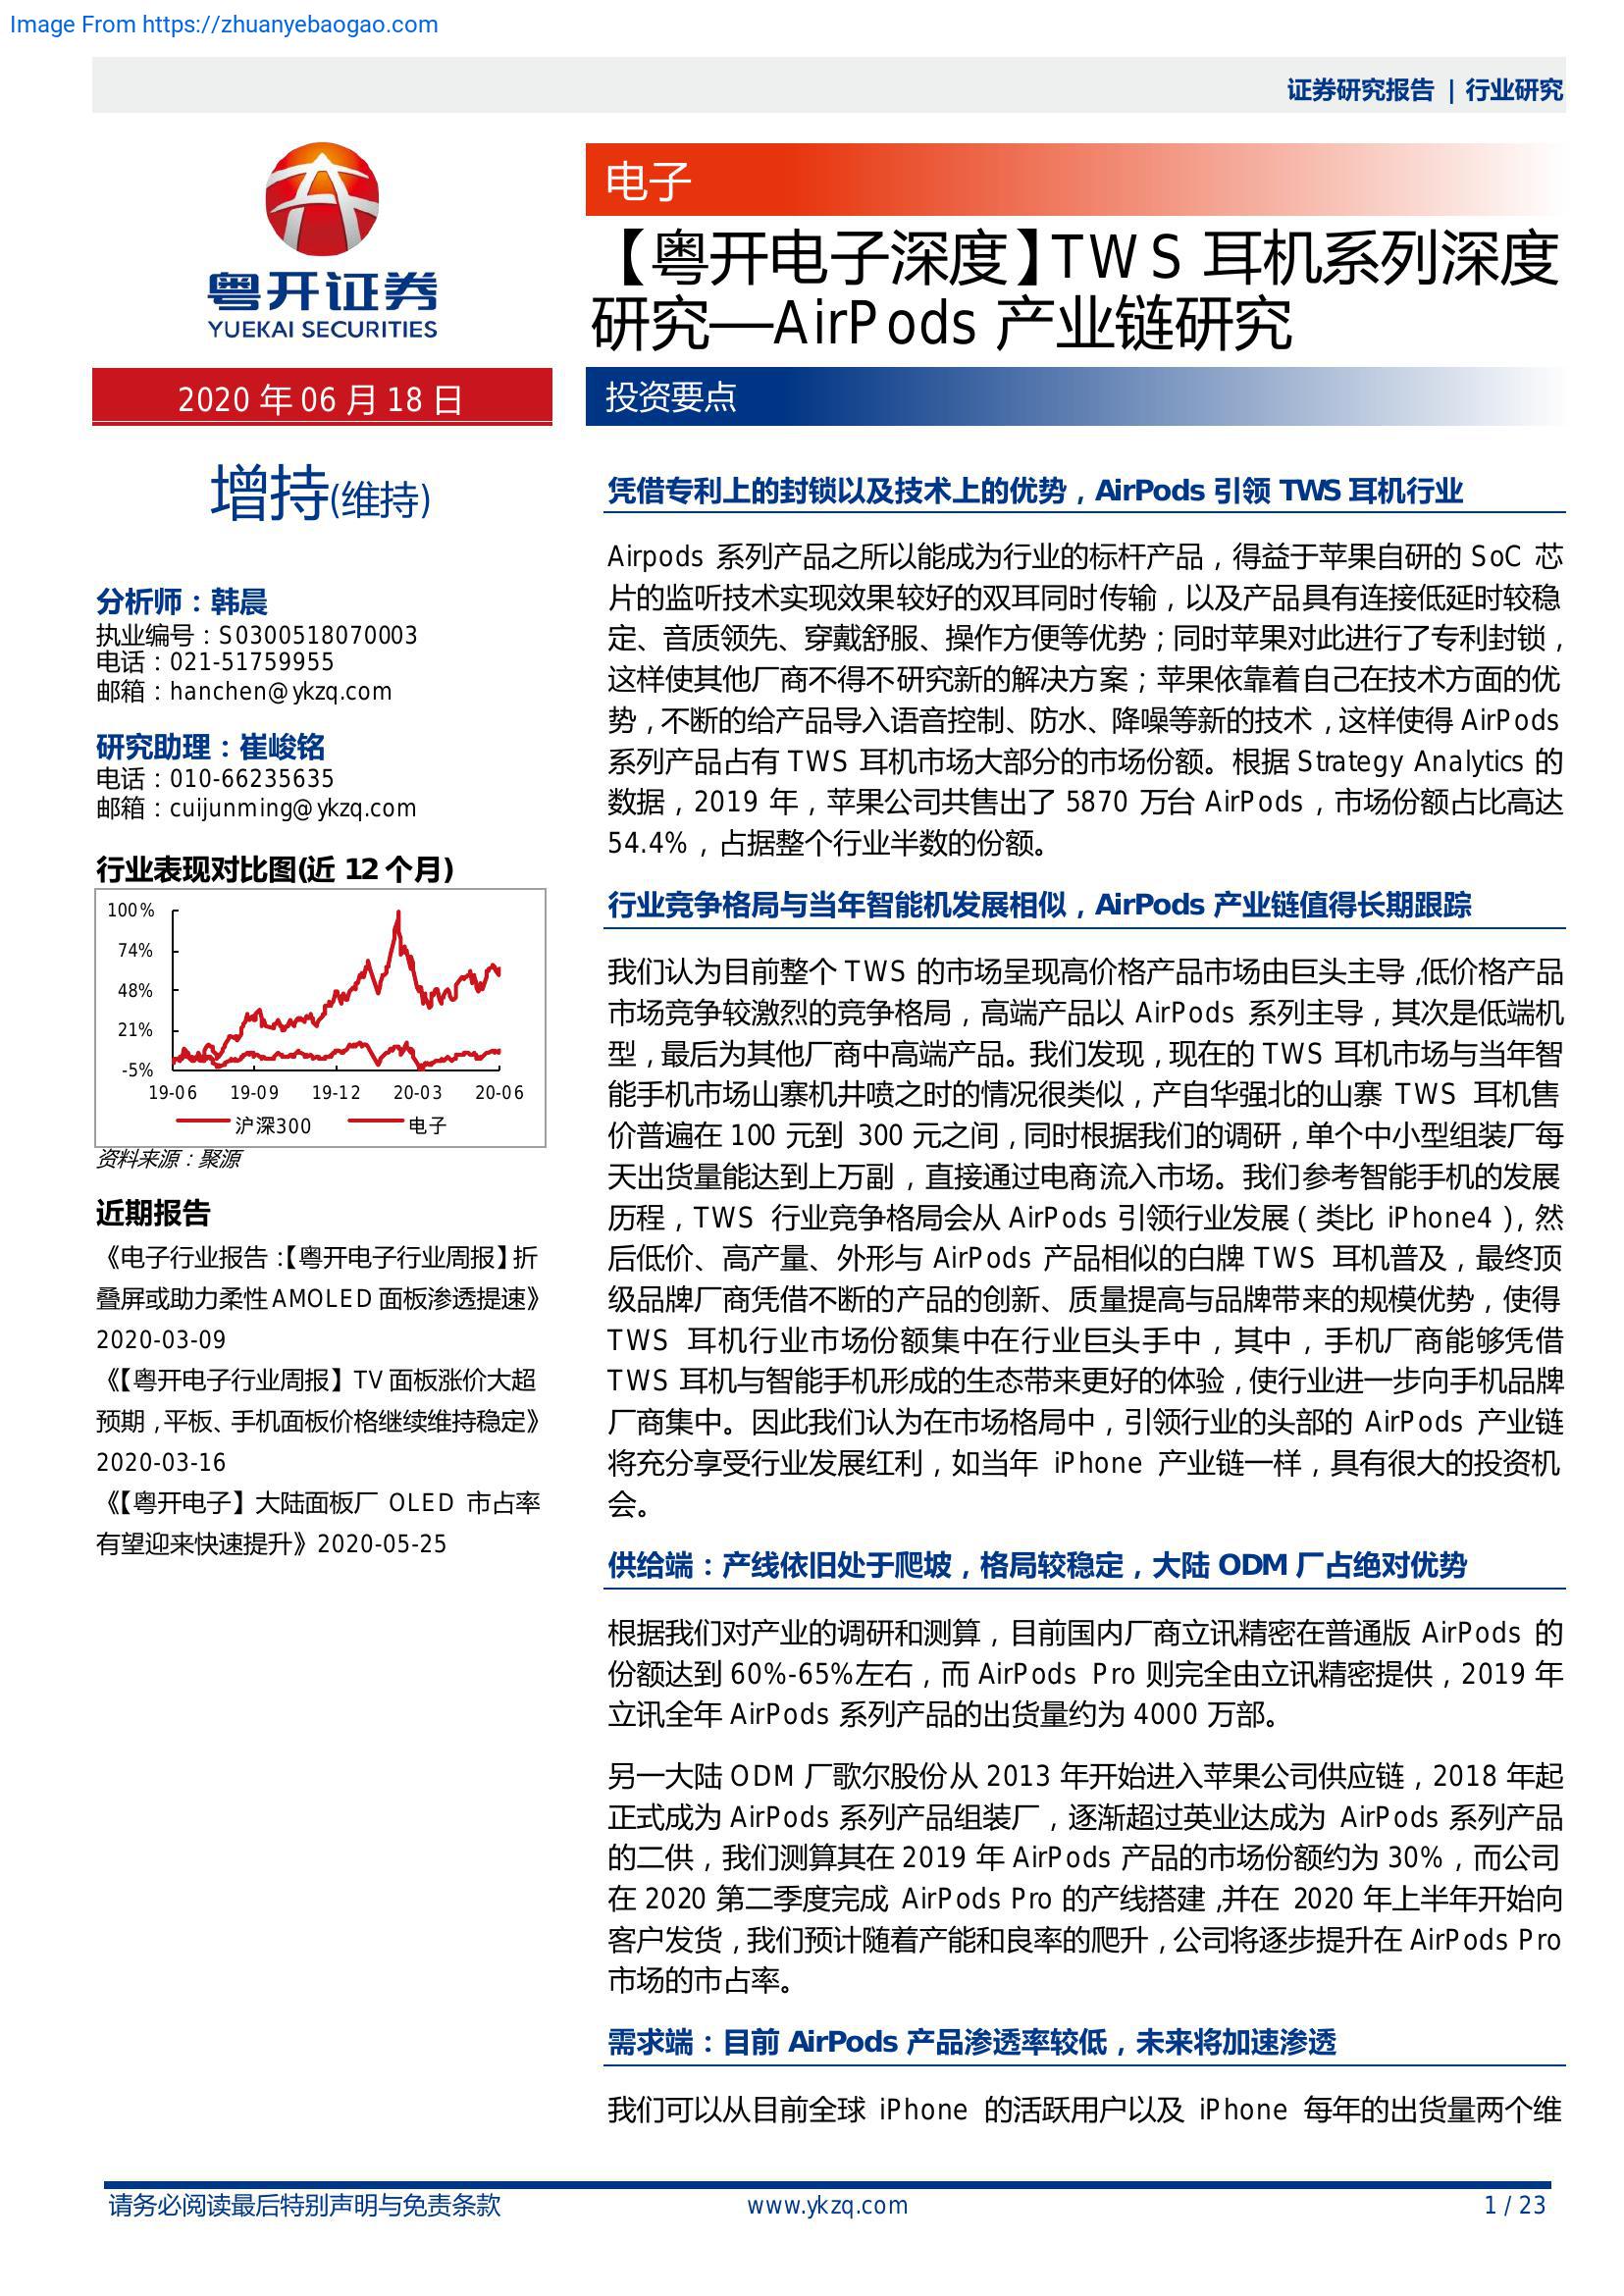 Image From https://zhuanyebaogao.com
证券研究报告 | 行业研究
粤开证券
YUEKAI SECURITIES
2020 年 06 月 18 日
增持(维持)
分析师：韩晨
执业编号：S0300518070003
电话：021-51759955
邮箱：hanchen@ykzq.com
研究助理：崔峻铭
电话：010-66235635
邮箱：cuijunming@ykzq.com
行业表现对比图(近 12 个月)
100%
74%
48%
21%
-5%
19-06 19-09 19-12 20-03 20-06
沪深300 电子
资料来源：聚源
近期报告
《电子行业报告：【粤开电子行业周报】折
叠屏或助力柔性 AMOLED 面板渗透提速》
2020-03-09
《【粤开电子行业周报】TV 面板涨价大超
预期，平板、手机面板价格继续维持稳定》
2020-03-16
《【粤开电子】大陆面板厂 OLED 市占率
有望迎来快速提升》2020-05-25
电子
【粤开电子深度】TWS 耳机系列深度
研究—AirPods 产业链研究
投资要点
凭借专利上的封锁以及技术上的优势，AirPods 引领 TWS 耳机行业
Airpods 系列产品之所以能成为行业的标杆产品，得益于苹果自研的 SoC 芯
片的监听技术实现效果较好的双耳同时传输，以及产品具有连接低延时较稳
定、音质领先、穿戴舒服、操作方便等优势；同时苹果对此进行了专利封锁，
这样使其他厂商不得不研究新的解决方案；苹果依靠着自己在技术方面的优
势，不断的给产品导入语音控制、防水、降噪等新的技术，这样使得 AirPods
系列产品占有 TWS 耳机市场大部分的市场份额。根据 Strategy Analytics 的
数据，2019 年，苹果公司共售出了 5870 万台 AirPods，市场份额占比高达
54.4%，占据整个行业半数的份额。
行业竞争格局与当年智能机发展相似，AirPods 产业链值得长期跟踪
我们认为目前整个 TWS 的市场呈现高价格产品市场由巨头主导，低价格产品
市场竞争较激烈的竞争格局，高端产品以 AirPods 系列主导，其次是低端机
型，最后为其他厂商中高端产品。我们发现，现在的 TWS 耳机市场与当年智
能手机市场山寨机井喷之时的情况很类似，产自华强北的山寨 TWS 耳机售
价普遍在 100 元到 300 元之间，同时根据我们的调研，单个中小型组装厂每
天出货量能达到上万副，直接通过电商流入市场。我们参考智能手机的发展
历程，TWS 行业竞争格局会从 AirPods 引领行业发展（类比 iPhone4），然
后低价、高产量、外形与 AirPods 产品相似的白牌 TWS 耳机普及，最终顶
级品牌厂商凭借不断的产品的创新、质量提高与品牌带来的规模优势，使得
TWS 耳机行业市场份额集中在行业巨头手中，其中，手机厂商能够凭借
TWS 耳机与智能手机形成的生态带来更好的体验，使行业进一步向手机品牌
厂商集中。因此我们认为在市场格局中，引领行业的头部的 AirPods 产业链
将充分享受行业发展红利，如当年 iPhone 产业链一样，具有很大的投资机
会。
供给端：产线依旧处于爬坡，格局较稳定，大陆 ODM 厂占绝对优势
根据我们对产业的调研和测算，目前国内厂商立讯精密在普通版 AirPods 的
份额达到 60%-65%左右，而 AirPods Pro 则完全由立讯精密提供，2019 年
立讯全年 AirPods 系列产品的出货量约为 4000 万部。
另一大陆 ODM 厂歌尔股份从 2013 年开始进入苹果公司供应链，2018 年起
正式成为 AirPods 系列产品组装厂，逐渐超过英业达成为 AirPods 系列产品
的二供，我们测算其在 2019 年 AirPods 产品的市场份额约为 30%，而公司
在 2020 第二季度完成 AirPods Pro 的产线搭建，并在 2020 年上半年开始向
客户发货，我们预计随着产能和良率的爬升，公司将逐步提升在 AirPods Pro
市场的市占率。
需求端：目前 AirPods 产品渗透率较低，未来将加速渗透
我们可以从目前全球 iPhone 的活跃用户以及 iPhone 每年的出货量两个维
请务必阅读最后特别声明与免责条款 www.ykzq.com 1 / 23